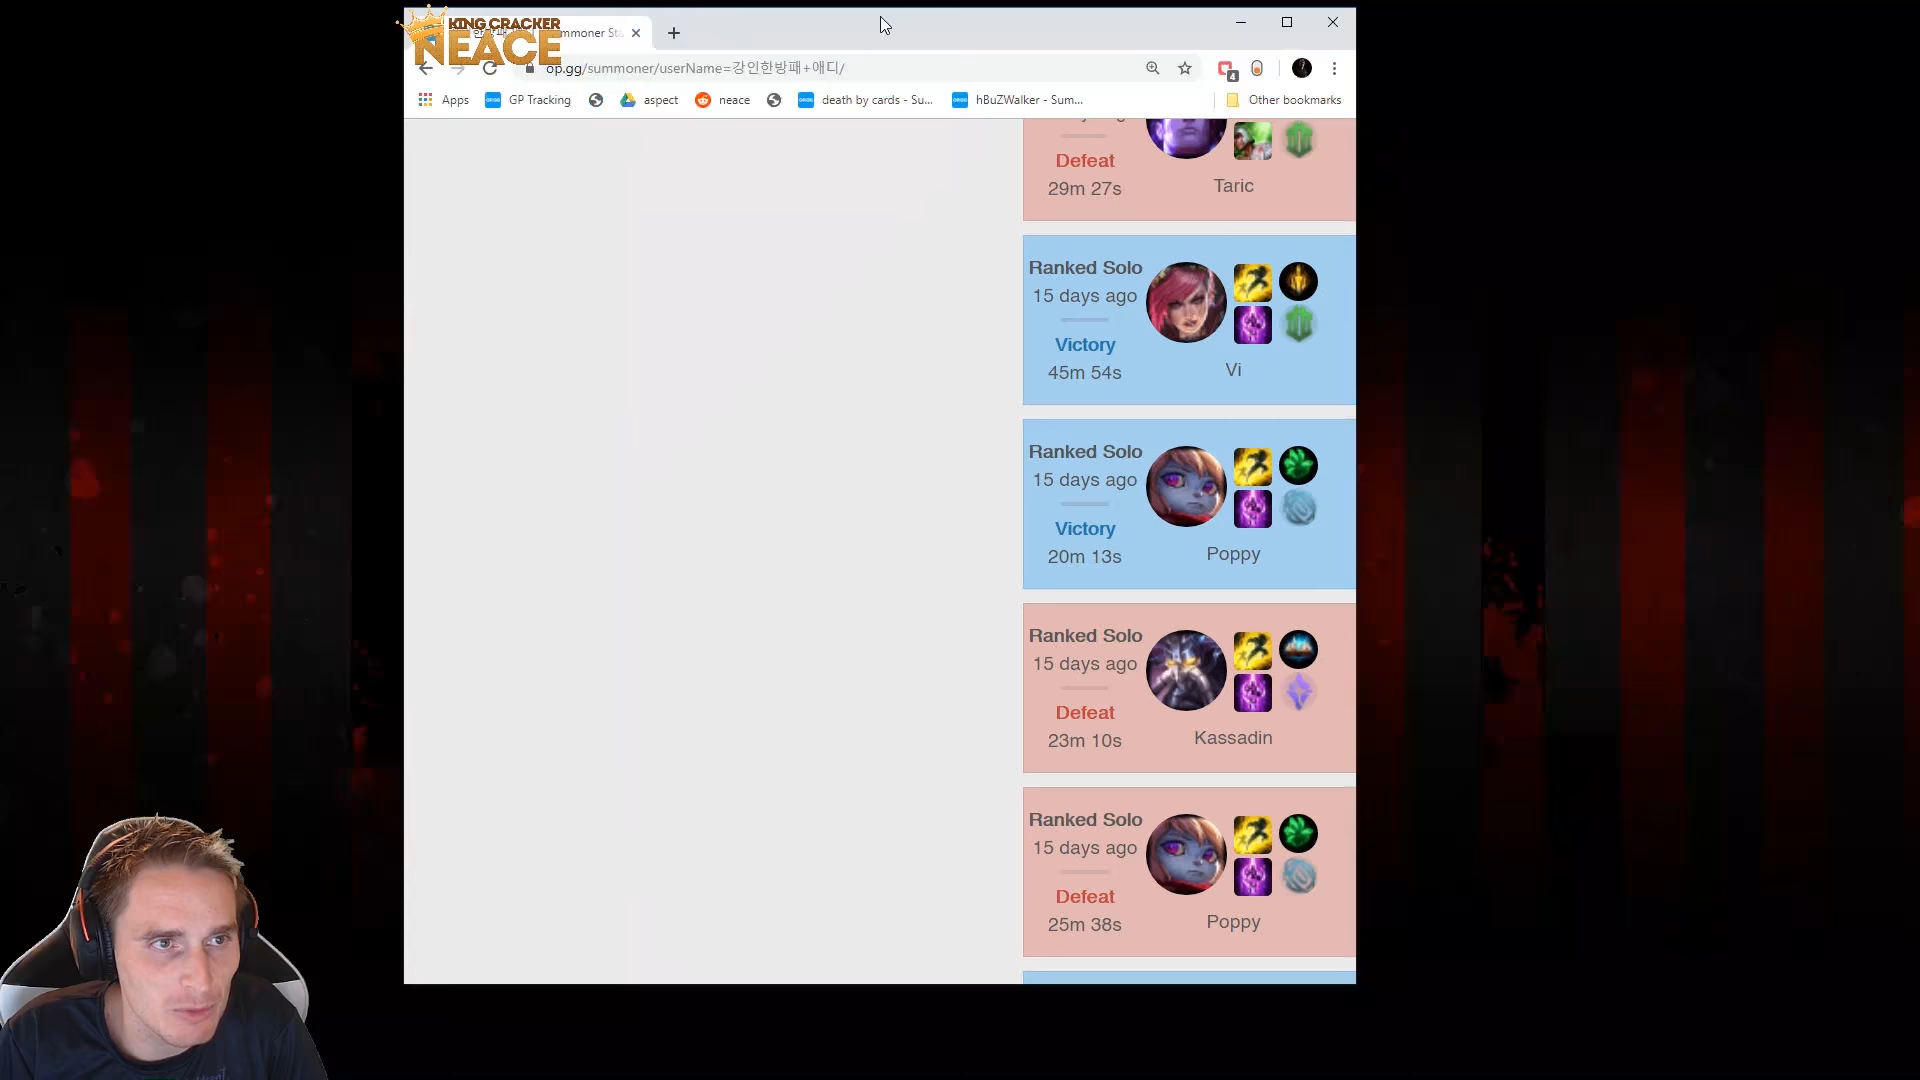 KING CRACKER
NEACE
mmoner Sta
op.gg/summoner/userName=강인한방패+애디/
4
Apps
GP Tracking
aspect
neace
death by cards - Su...
hBuZWalker - Sum...
Other bookmarks
Defeat
29m 27s
Taric
Ranked Solo
15 days ago
Victory
45m 54s
Vi
Ranked Solo
15 days ago
Victory
20m 13s
Poppy
Ranked Solo
15 days ago
Defeat
23m 10s
Kassadin
Ranked Solo
15 days ago
Defeat
25m 38s
Poppy